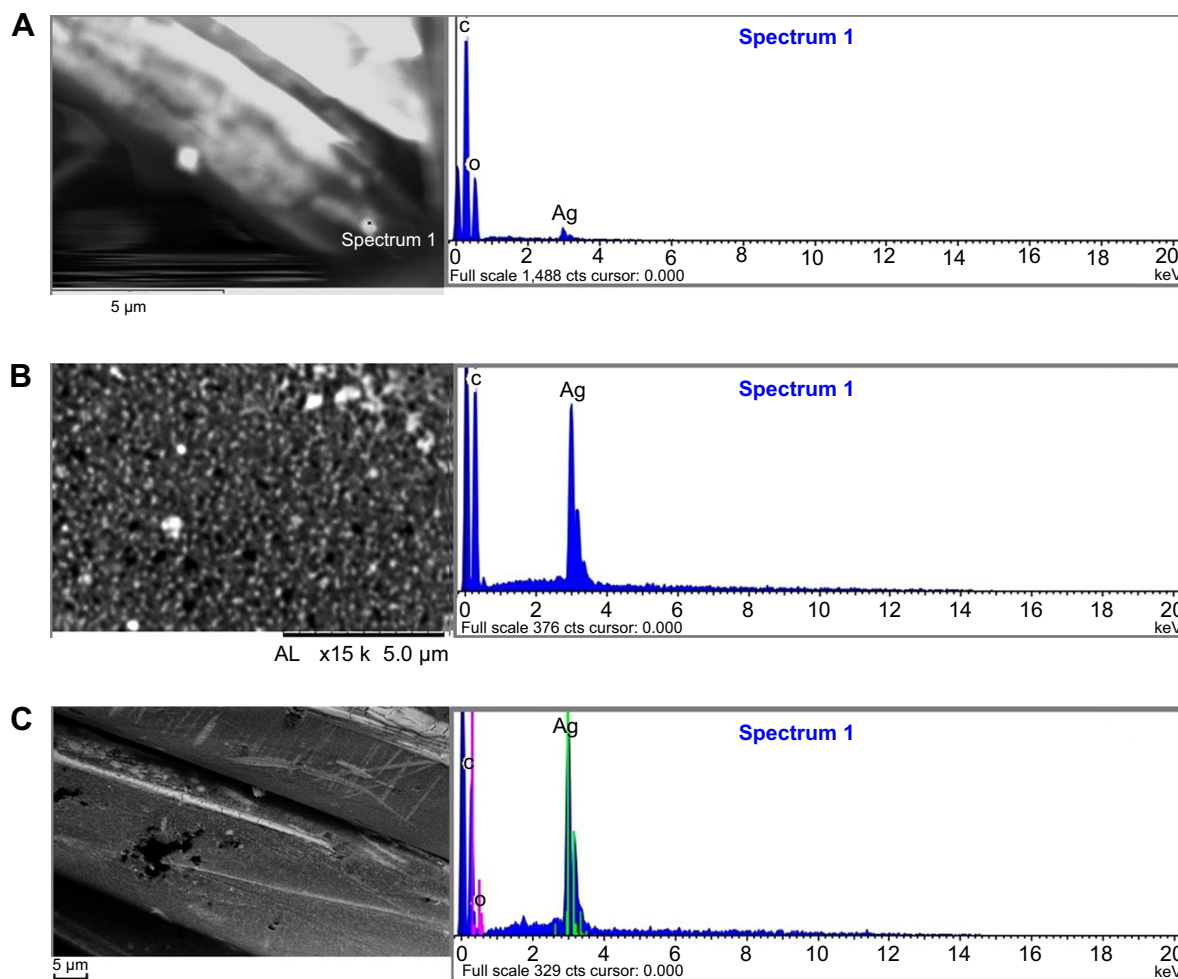 A
C
Spectrum 1
O
Ag
Spectrum 1
0 2 4 6 8 10 12 14 16 18 20
Full scale 1,488 cts cursor: 0.000
keV
5 µm
B
C
Ag
Spectrum 1
0 2 4 6 8 10 12 14 16 18 20
Full scale 376 cts cursor: 0.000
keV
AL x15 k 5.0 µm
C
Ag
Spectrum 1
C
O
0 2 4 6 8 10 12 14 16 18 20
Full scale 329 cts cursor: 0.000
keV
5 µm